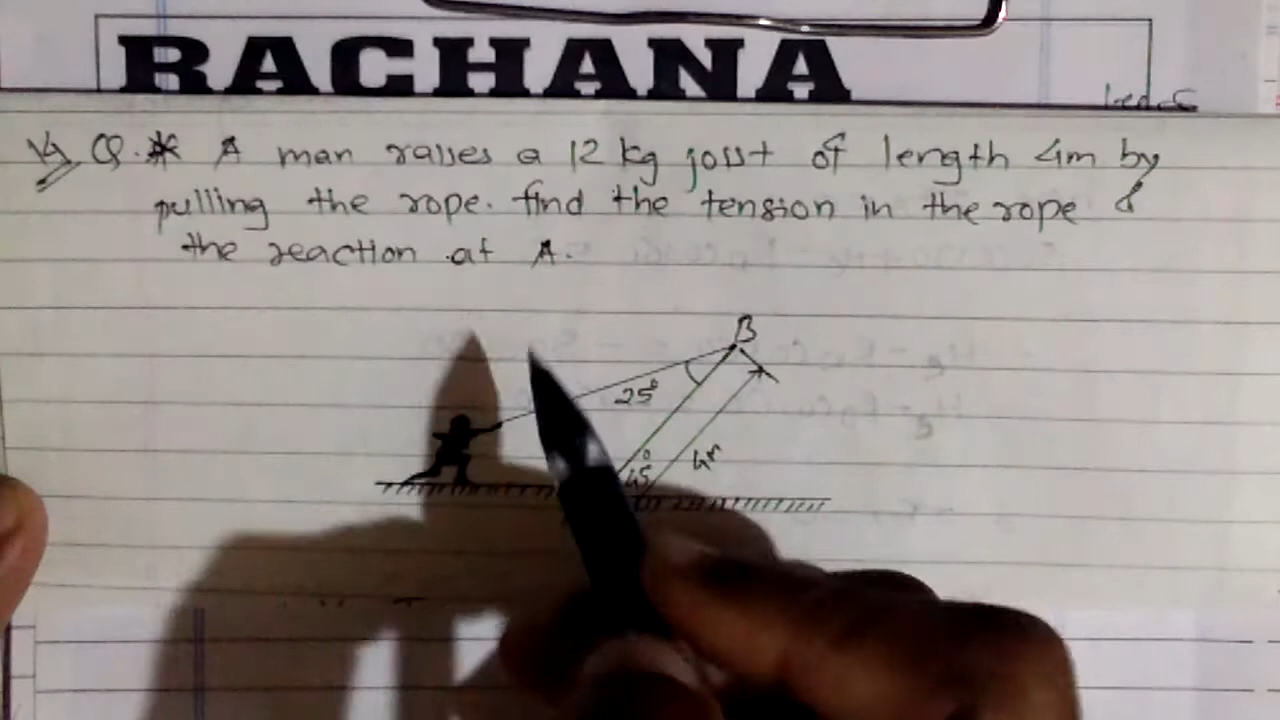 RACHANA
Q.* A man raises a 12 kg joist of length 4m by
pulling the rope. find the tension in the rope &
the reaction at A.
B
25°
45°
4m